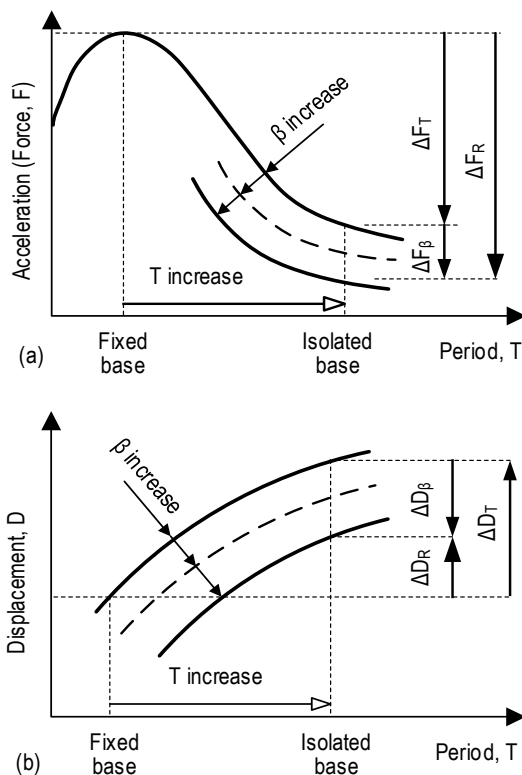 Acceleration (Force, F)
β increase
ΔF_T
ΔF_R
ΔF_β
T increase
Fixed
base
Isolated
base
Period, T
(a)
Displacement, D
β increase
ΔD_β
ΔD_T
ΔD_R
T increase
Fixed
base
Isolated
base
Period, T
(b)